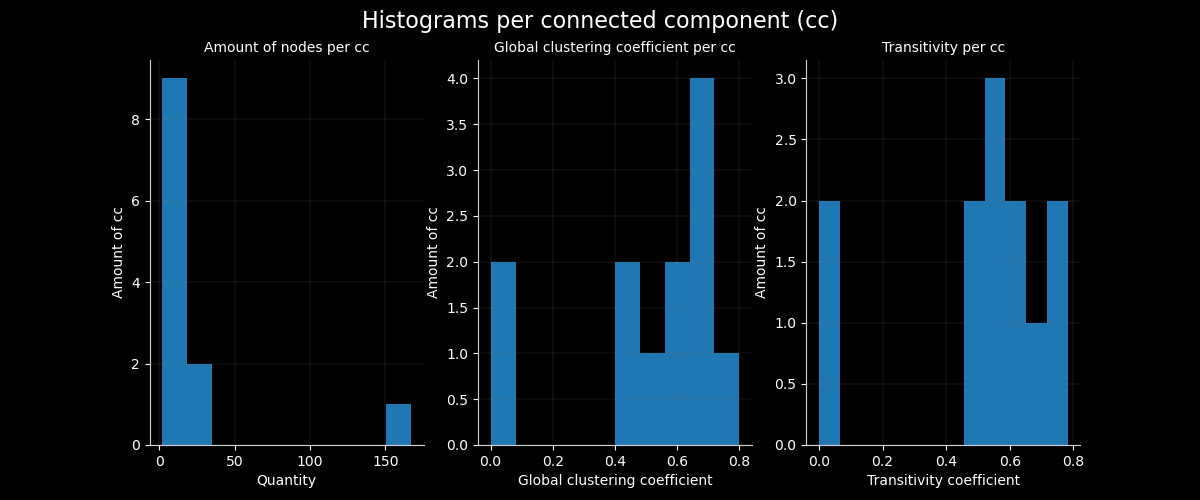 Histograms per connected component (cc)
Amount of nodes per cc
Amount of cc
8
6
4
2
0
0 50 100 150
Quantity
Global clustering coefficient per cc
Amount of cc
4.0
3.5
3.0
2.5
2.0
1.5
1.0
0.5
0.0
0.0 0.2 0.4 0.6 0.8
Global clustering coefficient
Transitivity per cc
Amount of cc
3.0
2.5
2.0
1.5
1.0
0.5
0.0
0.0 0.2 0.4 0.6 0.8
Transitivity coefficient